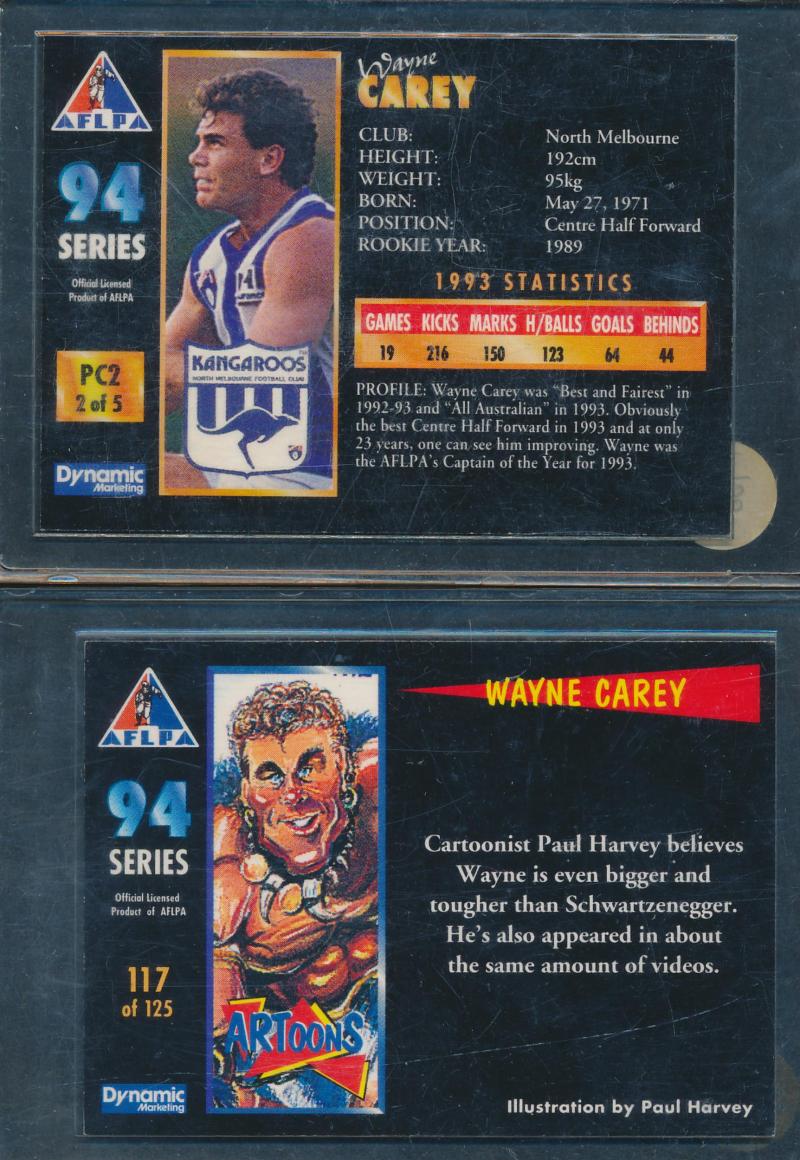 AFLPA
94
SERIES
Official Licensed
Product of AFLPA
PC2
2 of 5
Dynamic
Marketing
KANGAROOS
NORTH MELBOURNE FOOTBALL CLUB
Wayne
CAREY
CLUB: North Melbourne
HEIGHT: 192cm
WEIGHT: 95kg
BORN: May 27, 1971
POSITION: Centre Half Forward
ROOKIE YEAR: 1989
1993 STATISTICS
GAMES KICKS MARKS H/BALLS GOALS BEHINDS
19 216 150 123 64 44
PROFILE: Wayne Carey was "Best and Fairest" in
1992-93 and "All Australian" in 1993. Obviously
the best Centre Half Forward in 1993 and at only
23 years, one can see him improving. Wayne was
the AFLPA's Captain of the Year for 1993.
AFLPA
94
SERIES
Official Licensed
Product of AFLPA
117
of 125
Dynamic
Marketing
ARTOONS
WAYNE CAREY
Cartoonist Paul Harvey believes
Wayne is even bigger and
tougher than Schwartzenegger.
He's also appeared in about
the same amount of videos.
Illustration by Paul Harvey